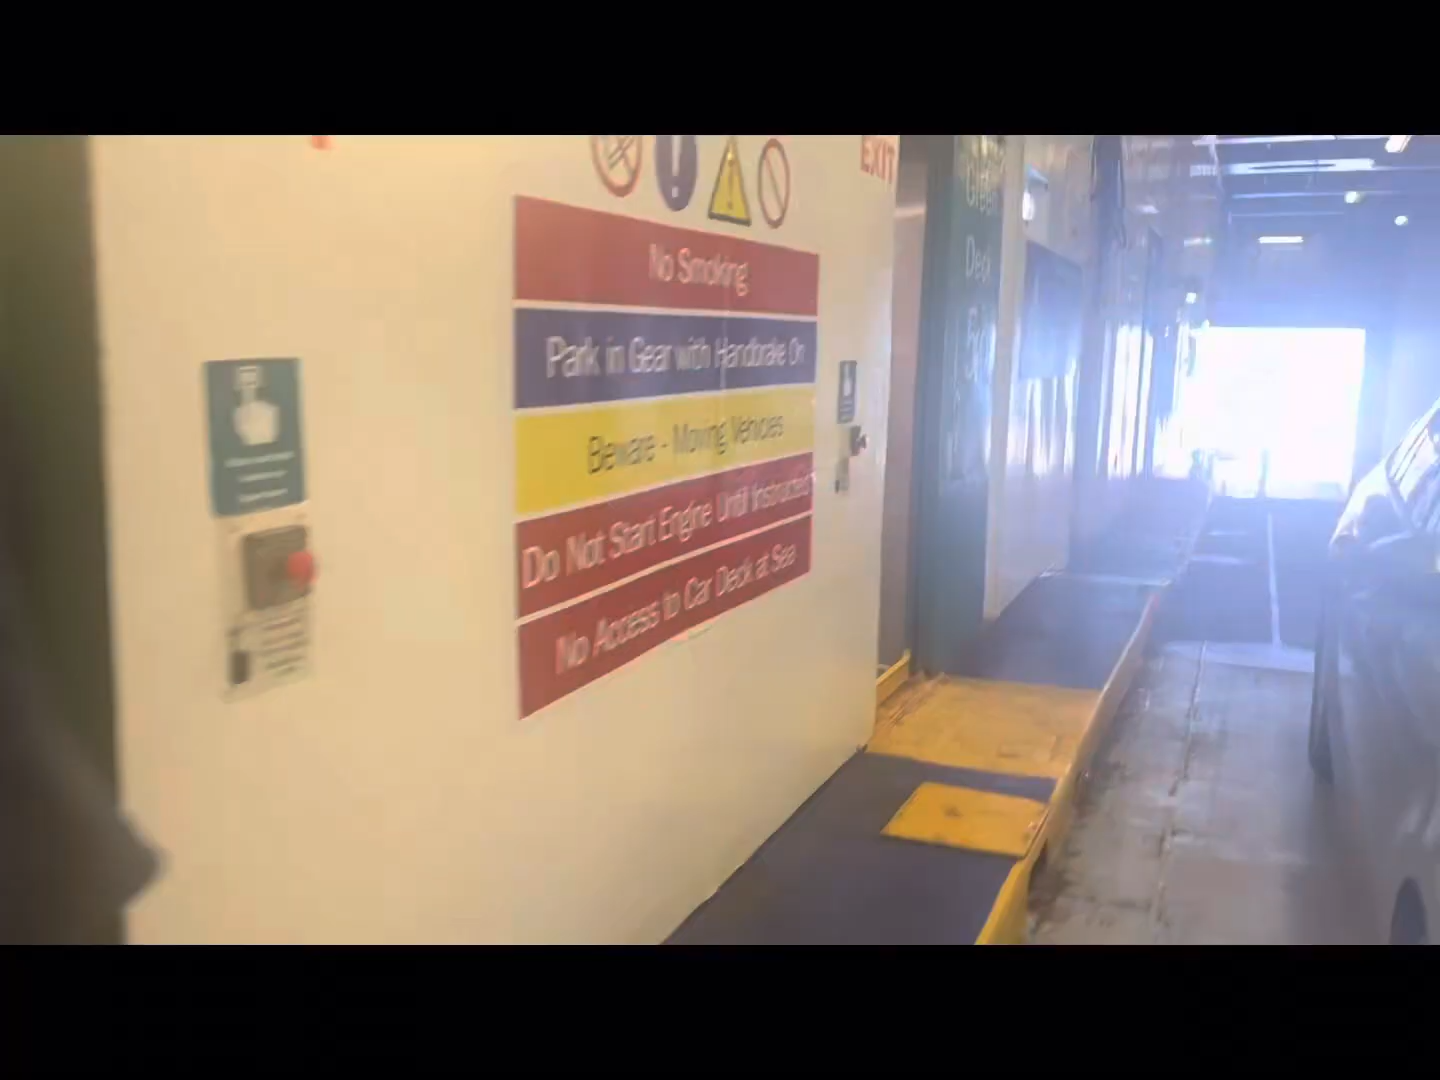 EXIT
No Smoking
Park in Gear with Handbrake On
Beware - Moving Vehicles
Do Not Start Engine Until Instructed
No Access to Car Deck at Sea
Green
Deck